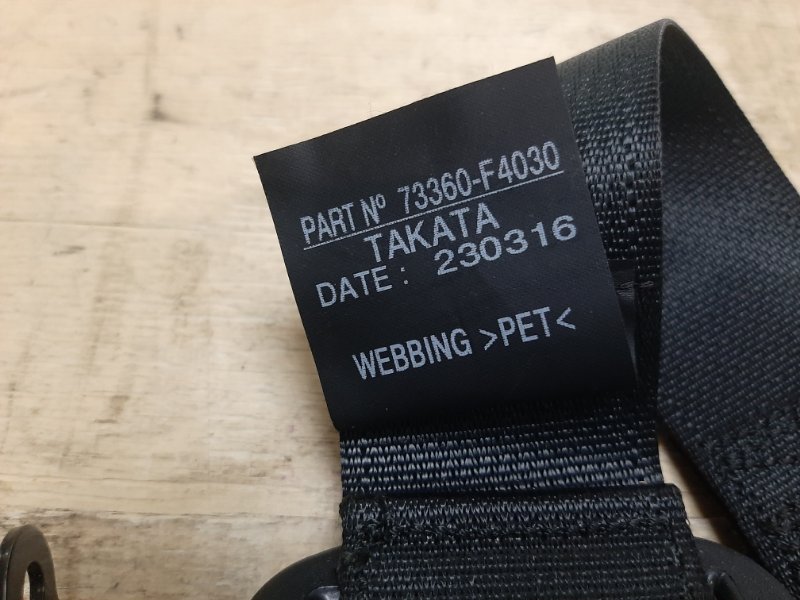 PART Nº 73360-F4030
TAKATA
DATE : 230316
WEBBING >PET<